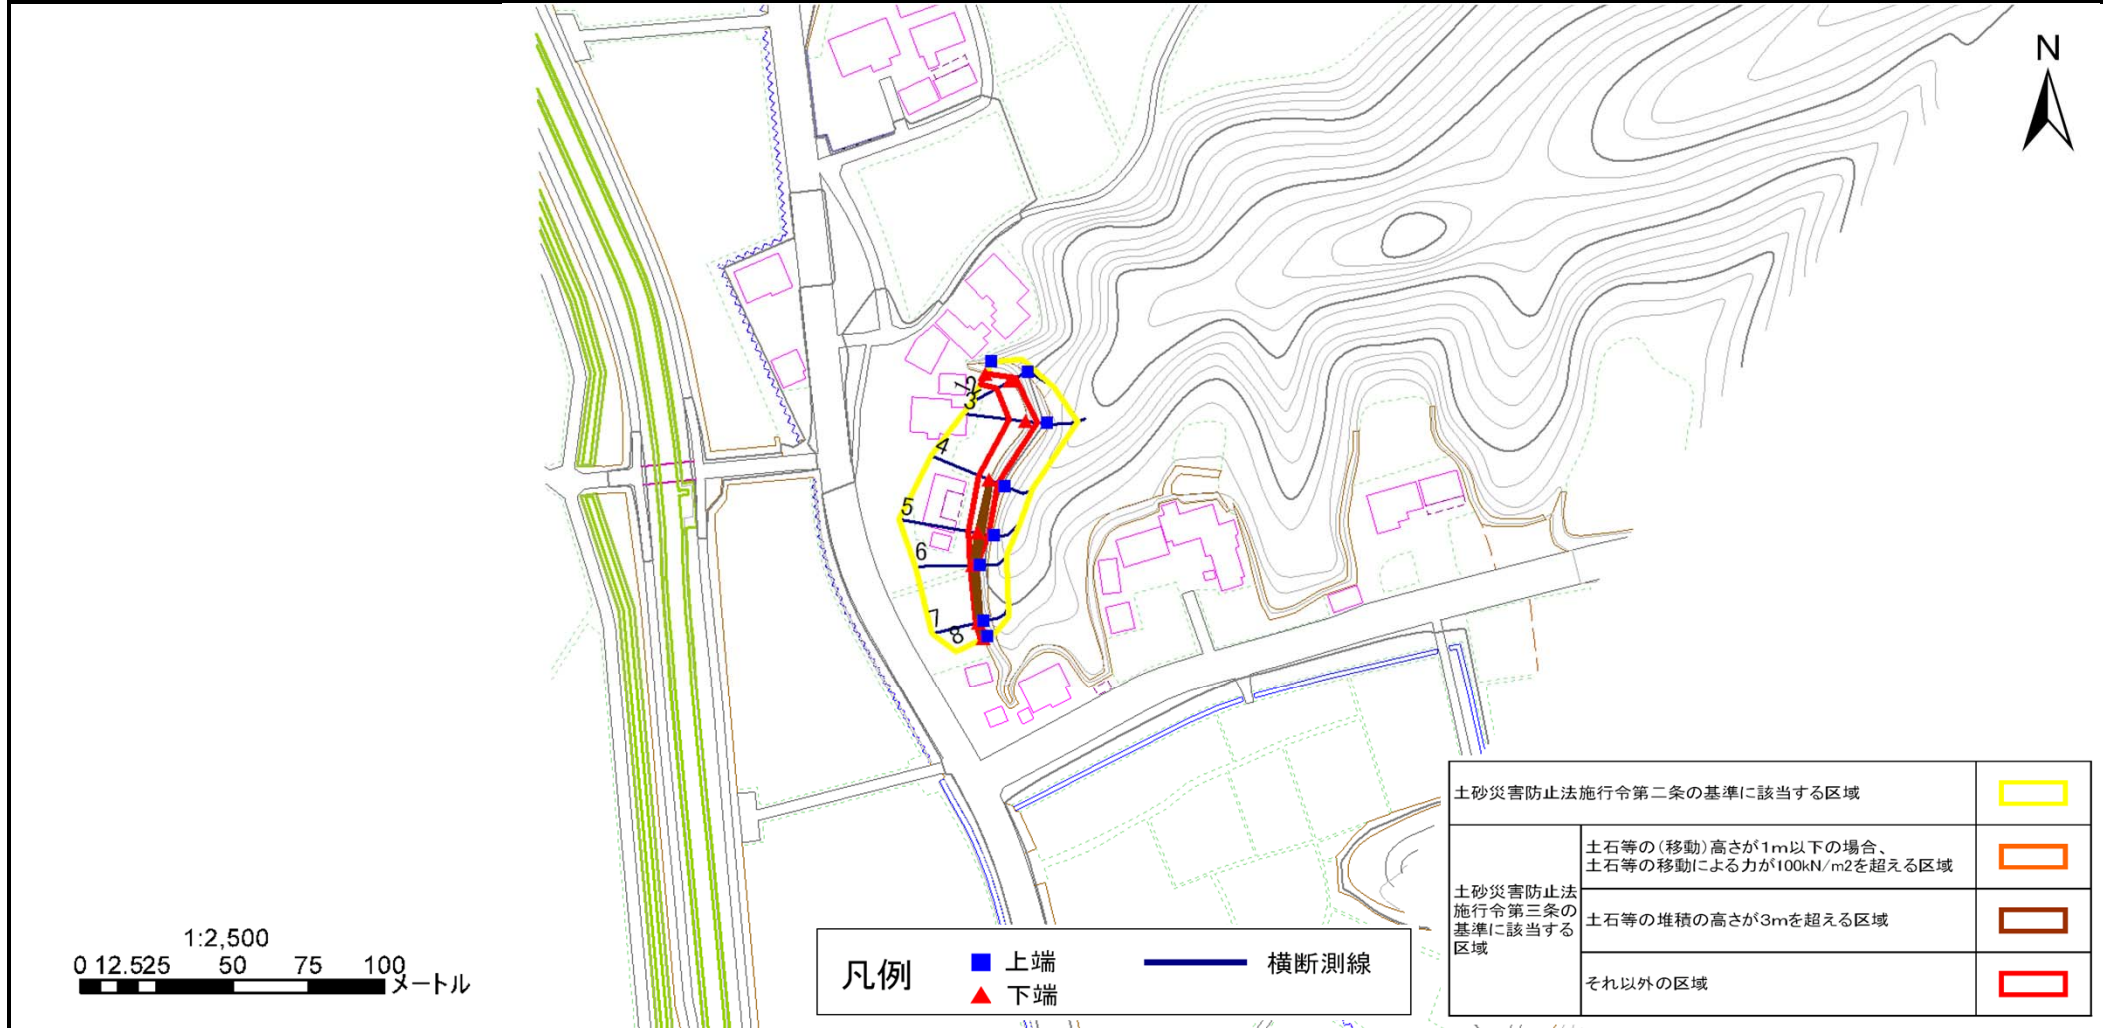 N
1
2
3
4
5
6
7
8
1:2,500
0 12.525 50 75 100
メートル
凡例
上端
下端
横断測線
土砂災害防止法施行令第二条の基準に該当する区域
土砂災害防止法
施行令第三条の
基準に該当する
区域
土石等の(移動)高さが1m以下の場合、
土石等の移動による力が100kN/m2を超える区域
土石等の堆積の高さが3mを超える区域
それ以外の区域